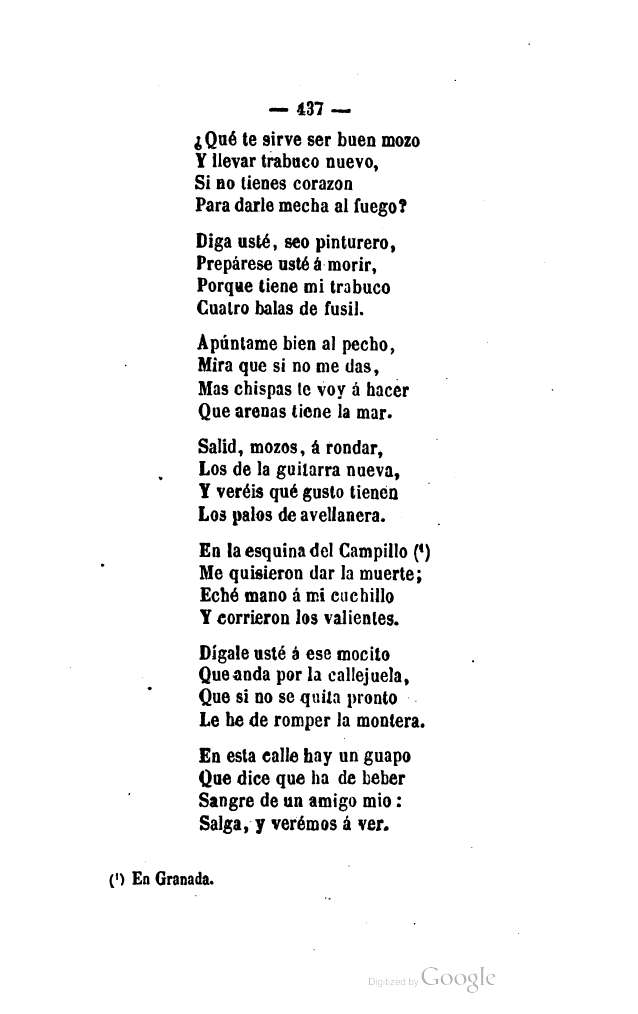 — 437 —
¿Qué te sirve ser buen mozo
Y llevar trabuco nuevo,
Si no tienes corazon
Para darle mecha al fuego?
Diga usté, seo pinturero,
Prepárese usté á morir,
Porque tiene mi trabuco
Cuatro balas de fusil.
Apúntame bien al pecho,
Mira que si no me das,
Mas chispas te voy á hacer
Que arenas tiene la mar.
Salid, mozos, á rondar,
Los de la guitarra nueva,
Y veréis qué gusto tienen
Los palos de avellanera.
En la esquina del Campillo (¹)
Me quisieron dar la muerte;
Eché mano á mi cuchillo
Y corrieron los valientes.
Dígale usté á ese mocito
Que anda por la callejuela,
Que si no se quita pronto
Le he de romper la montera.
En esta calle hay un guapo
Que dice que ha de beber
Sangre de un amigo mio:
Salga, y verémos á ver.
(¹) En Granada.
Digitized by Google